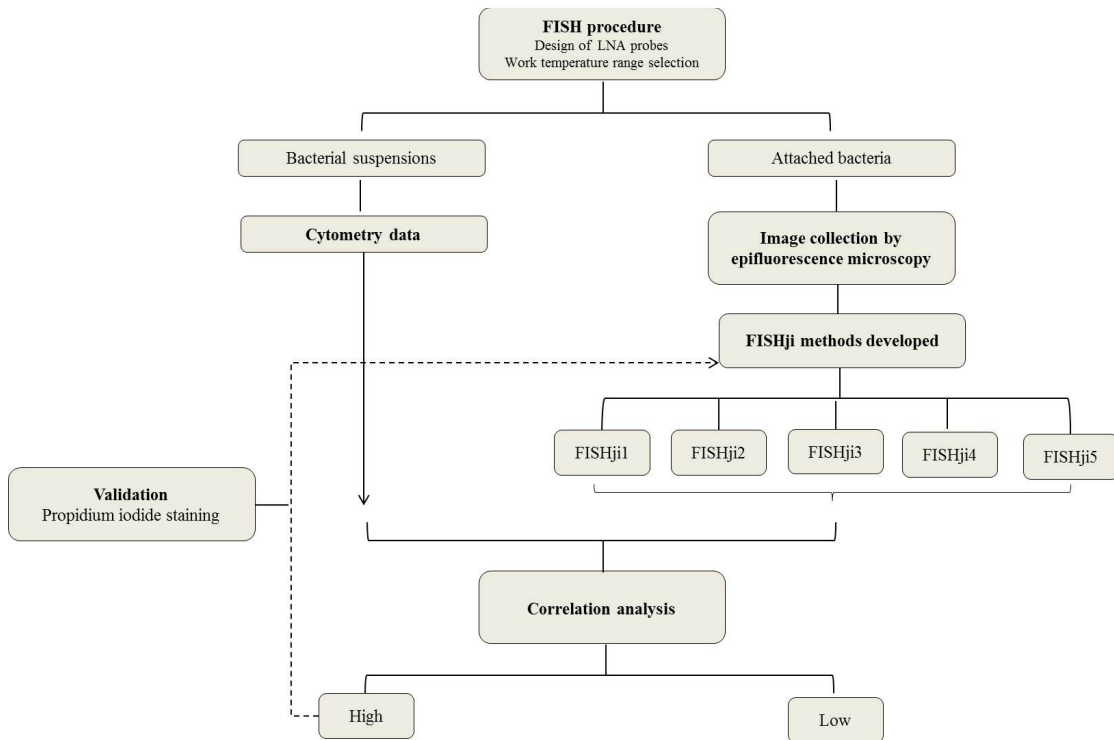 FISH procedure
Design of LNA probes
Work temperature range selection
Bacterial suspensions
Attached bacteria
Cytometry data
Image collection by
epifluorescence microscopy
FISHji methods developed
FISHji1
FISHji2
FISHji3
FISHji4
FISHji5
Validation
Propidium iodide staining
Correlation analysis
High
Low